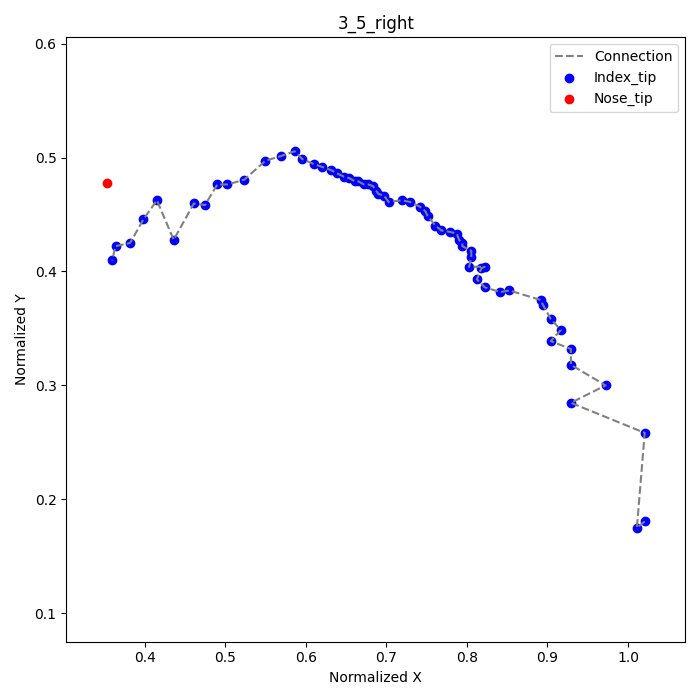 3_5_right
Connection
Index_tip
Nose_tip
Normalized Y
0.6
0.5
0.4
0.3
0.2
0.1
0.4 0.5 0.6 0.7 0.8 0.9 1.0
Normalized X